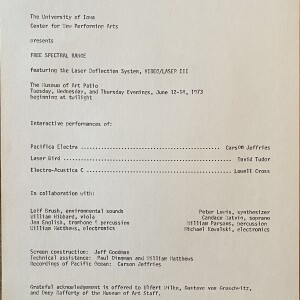 The University of Iowa
Center for New Performing Arts
presents
FREE SPECTRAL RANGE
featuring the Laser Deflection System, VIDEO/LASER III
The Museum of Art Patio
Tuesday, Wednesday, and Thursday Evenings, June 12-14, 1973
beginning at twilight
Interactive performances of:
Pacifica Electra ........ Carson Jeffries
Laser Bird ........ David Tudor
Electro-Acustica C ........ Lowell Cross
In collaboration with:
Leif Brush, environmental sounds Peter Lewin, synthesizer
William Hibbard, viola Candace Natvig, soprano
Jon English, trombone & percussion William Parsons, percussion
William Matthews, electronics Michael Kowalski, electronics
Screen construction: Jeff Goodman
Technical assistance: Paul Dingman and William Matthews
Recordings of Pacific Ocean: Carson Jeffries
Grateful acknowledgement is offered to Ulfert Wilke, Gustave von
and Joey Rafferty of the Museum of Art Staff.